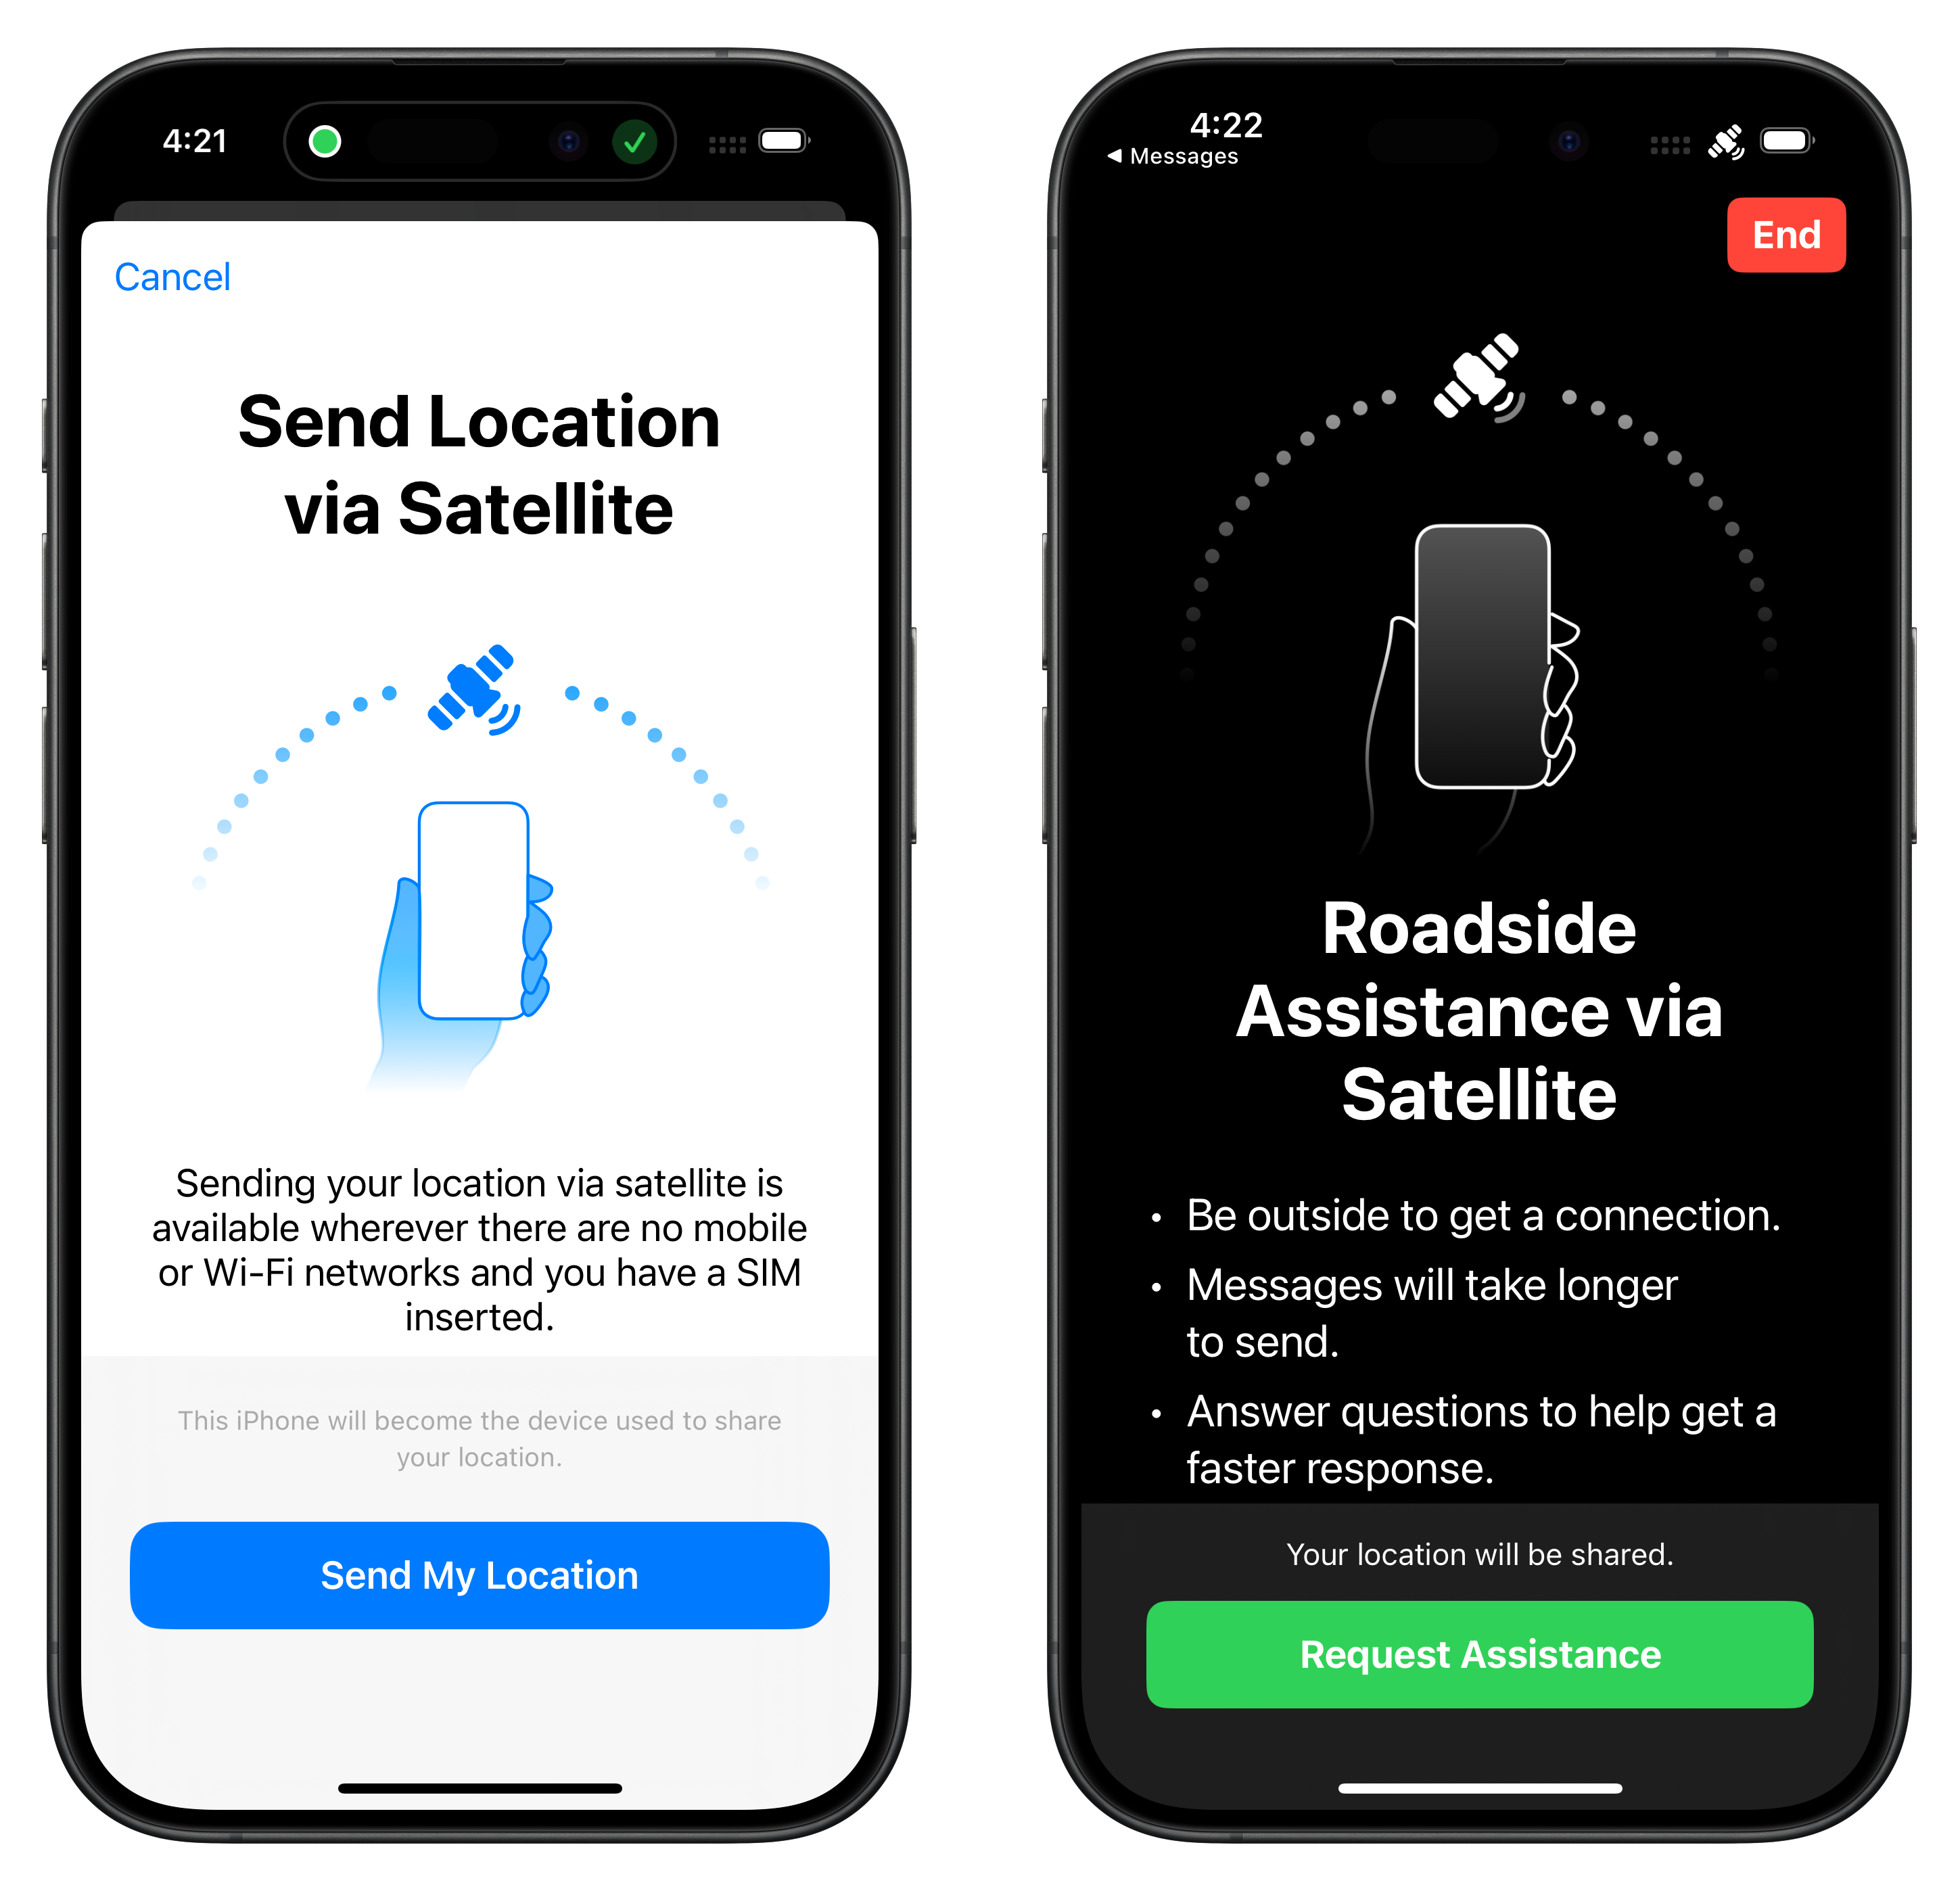 4:21
Cancel
Send Location
via Satellite
Sending your location via satellite is
available wherever there are no mobile
or Wi-Fi networks and you have a SIM
inserted.
This iPhone will become the device used to share
your location.
Send My Location
4:22
Messages
End
Roadside
Assistance via
Satellite
• Be outside to get a connection.
• Messages will take longer
to send.
• Answer questions to help get a
faster response.
Your location will be shared.
Request Assistance